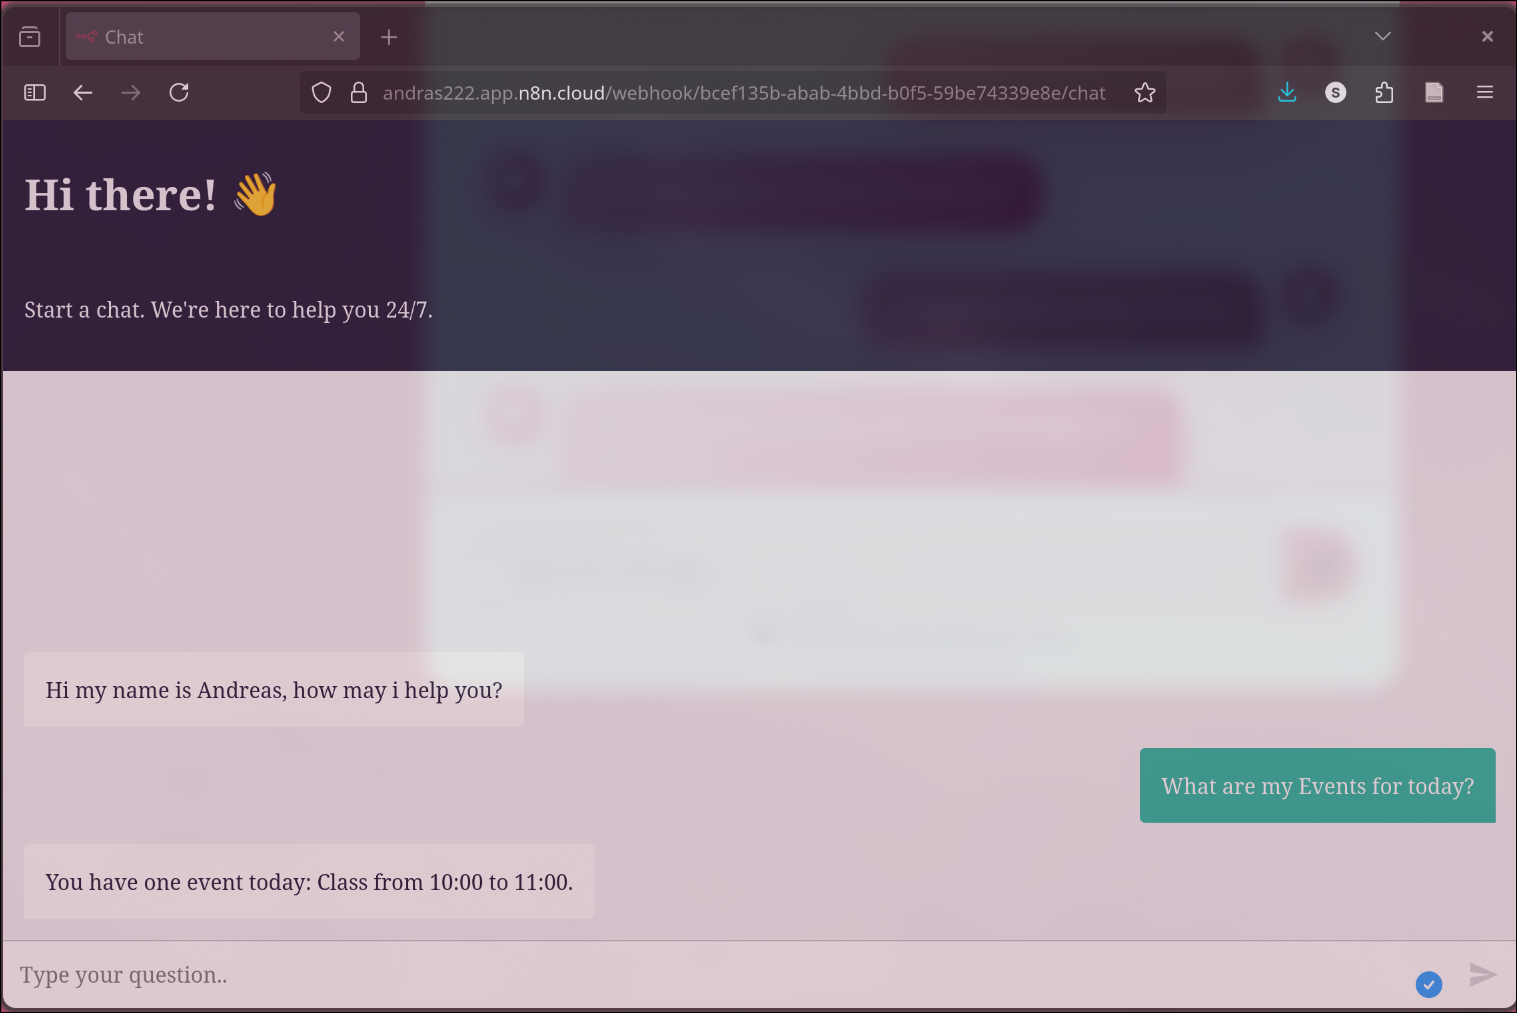 Chat
andras222.app.n8n.cloud/webhook/bcef135b-abab-4bbd-b0f5-59be74339e8e/chat
S
Hi there! 👋
Start a chat. We're here to help you 24/7.
Hi my name is Andreas, how may i help you?
What are my Events for today?
You have one event today: Class from 10:00 to 11:00.
Type your question..